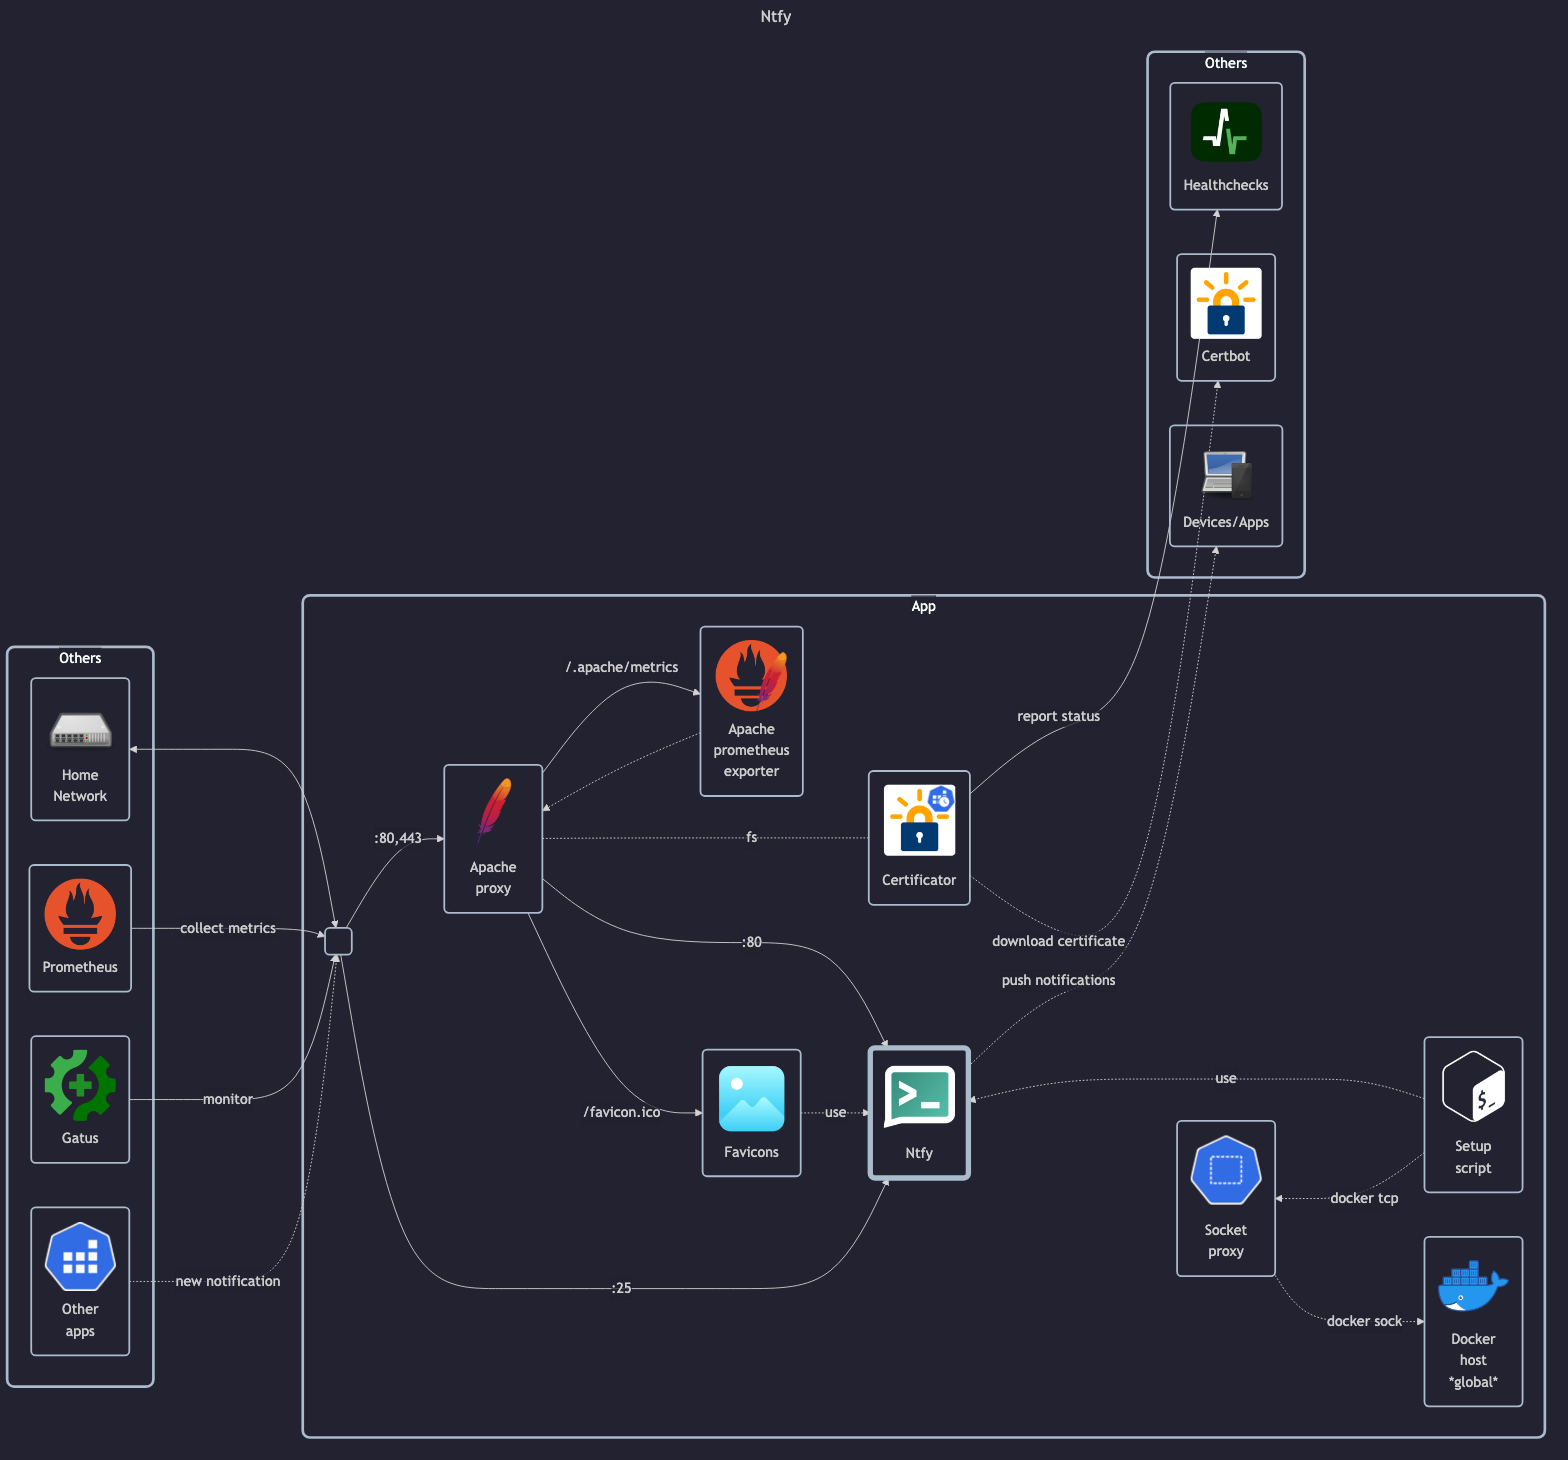 Ntfy
Others
Healthchecks
Certbot
Devices/Apps
App
Others
Home
Network
Prometheus
Gatus
Other
apps
collect metrics
monitor
new notification
:80,443
Apache
proxy
/.apache/metrics
Apache
prometheus
exporter
fs
:80
/favicon.ico
Favicons
use
:25
Certificator
report status
download certificate
push notifications
>_
Ntfy
use
$_
Setup
script
docker tcp
Socket
proxy
docker sock
Docker
host
*global*